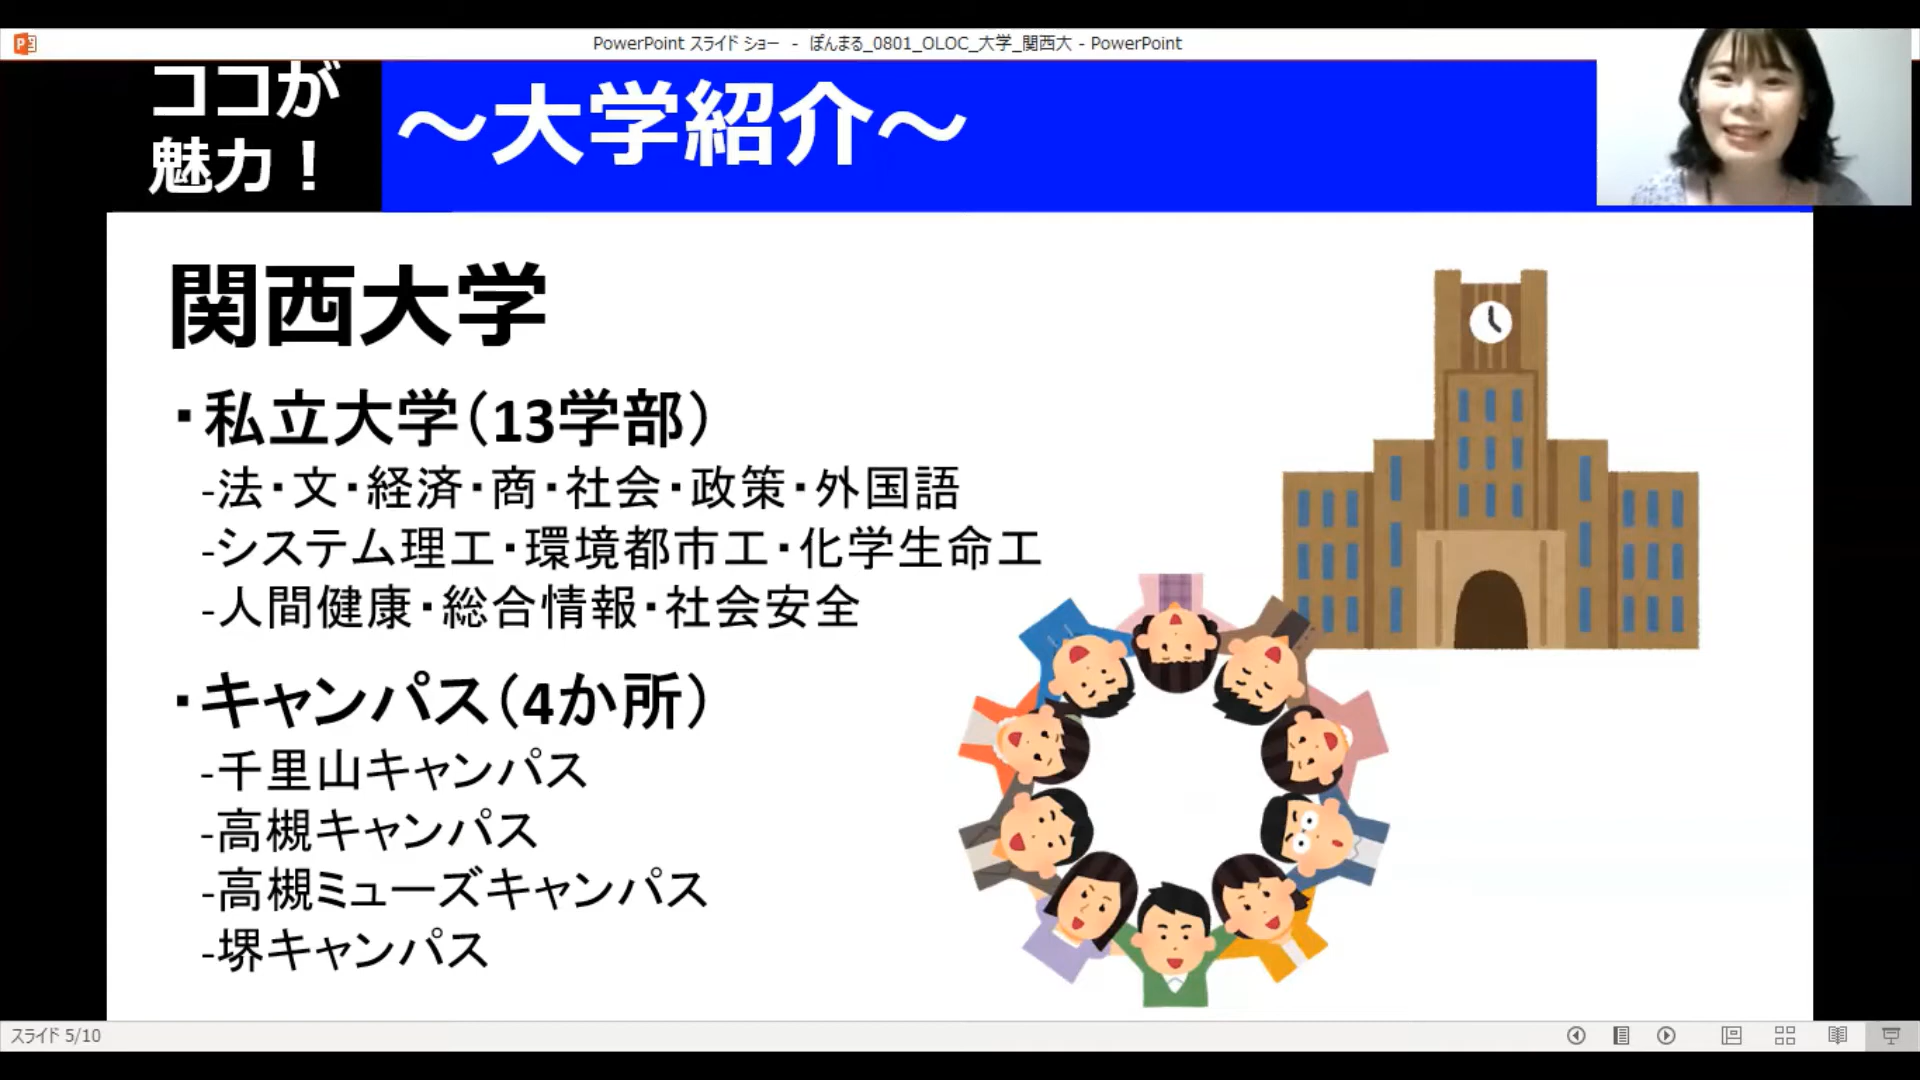 PowerPoint スライド ショー - ぽんまる_0801_OLOC_大学_関西大 - PowerPoint
ココが
魅力！
～大学紹介～
関西大学
・私立大学（13学部）
-法・文・経済・商・社会・政策・外国語
-システム理工・環境都市工・化学生命工
-人間健康・総合情報・社会安全
・キャンパス（4か所）
-千里山キャンパス
-高槻キャンパス
-高槻ミューズキャンパス
-堺キャンパス
スライド 5/10